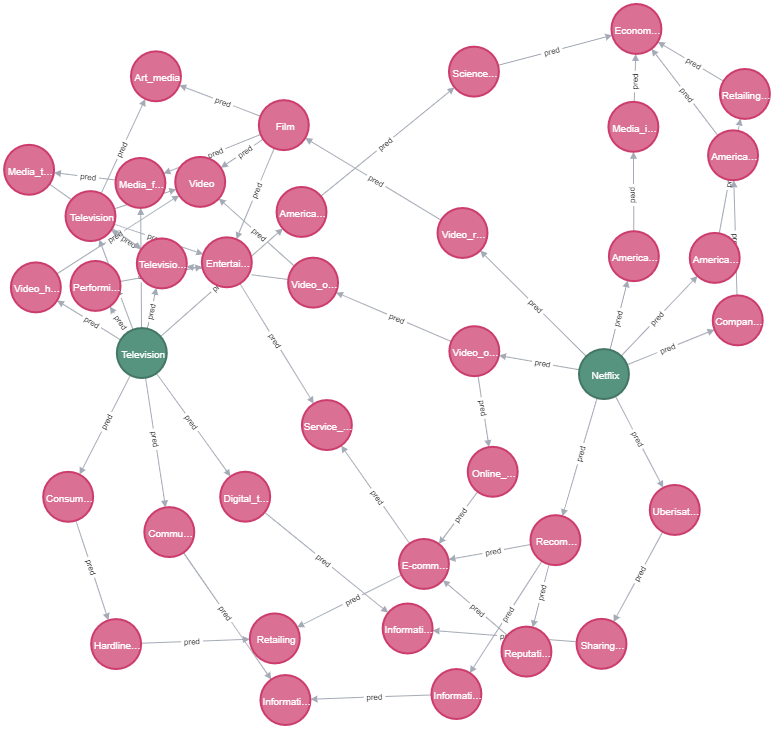 Econom...
pred
Science...
Art_media
pred
Retailing...
pred
pred
pred
Film
Media_i...
pred
pred
pred
pred
America...
Media_t...
pred
Media_f...
Video
pred
pred
pred
America...
Television
pred
Video_r...
pred
pred
America...
America...
Televisio...
Entertai...
Video_h...
Performi...
Video_o...
pred
pred
pred
pred
pred
pred
pred
Compan...
Television
pred
Video_o...
pred
pred
Netflix
pred
Service_...
pred
pred
pred
pred
pred
pred
Online_...
Consum...
Digital_t...
pred
pred
Uberisat...
Commu...
Recom...
pred
E-comm...
pred
pred
pred
pred
pred
pred
pred
pred
Informati...
Hardline...
pred
Retailing
Reputati...
Sharing...
Informati...
pred
Informati...